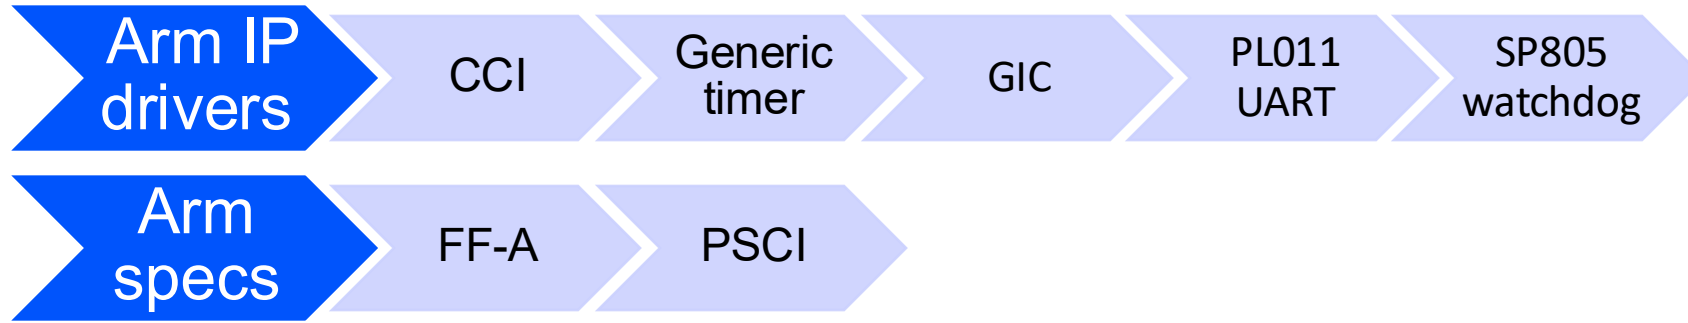 Arm IP
drivers
CCI
Generic
timer
GIC
PL011
UART
SP805
watchdog
Arm
specs
FF-A
PSCI